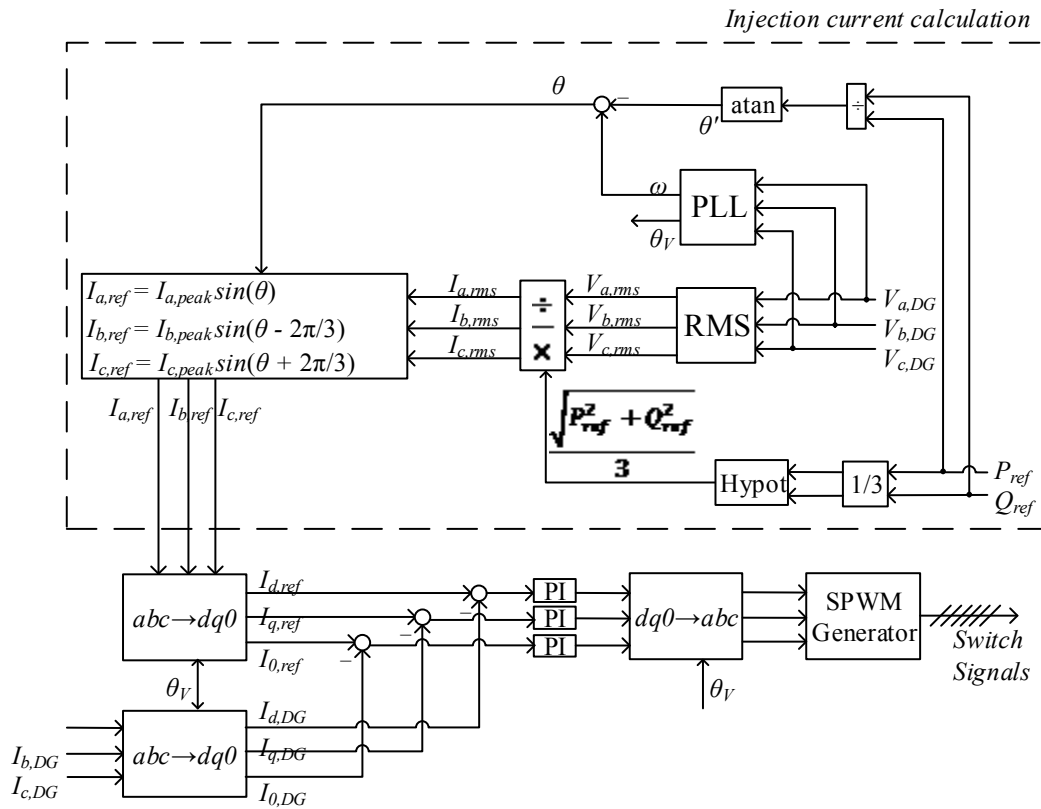 Injection current calculation
θ
–
θ'
atan
÷
ω
PLL
θV
Ia,ref = Ia,peak sin(θ)
Ib,ref = Ib,peak sin(θ - 2π/3)
Ic,ref = Ic,peak sin(θ + 2π/3)
Ia,rms
Ib,rms
Ic,rms
÷
–
×
Va,rms
Vb,rms
Vc,rms
RMS
Va,DG
Vb,DG
Vc,DG
Ia,ref Ib,ref Ic,ref
√P²ref + Q²ref
3
Hypot
1/3
Pref
Qref
abc→dq0
Id,ref
Iq,ref
I0,ref
–
–
–
PI
PI
PI
dq0→abc
θV
SPWM
Generator
Switch
Signals
θV
Ib,DG
Ic,DG
abc→dq0
Id,DG
Iq,DG
I0,DG